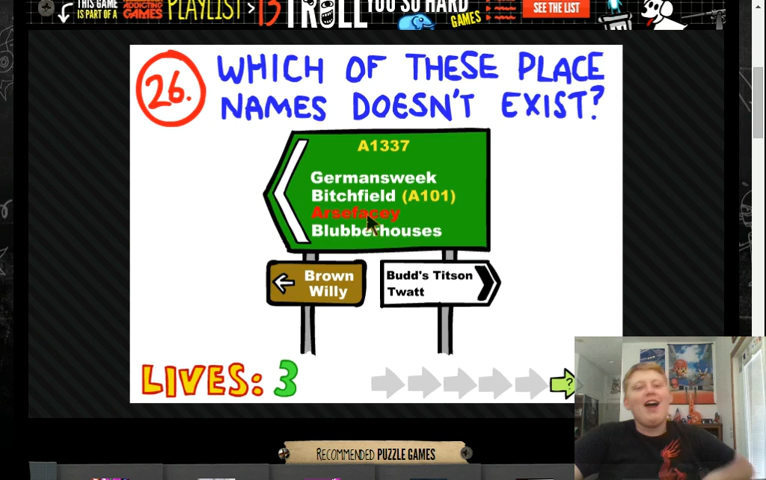 THIS GAME
IS PART OF A
ADDICTING
GAMES
PLAYLIST > 13 TROLL YOU SO HARD
GAMES
SEE THE LIST
26. WHICH OF THESE PLACE
NAMES DOESN'T EXIST?
A1337
Germansweek
Bitchfield (A101)
Arsefacey
Blubberhouses
Brown
Willy
Budd's Titson
Twatt
LIVES: 3
?
RECOMMENDED PUZZLE GAMES